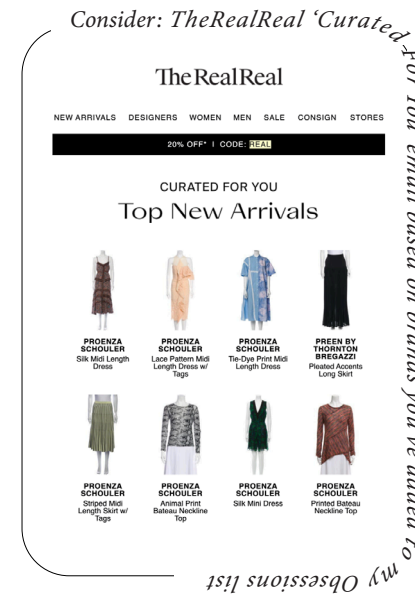 Consider: TheRealReal ‘Curated For You email based on brands you’ve added to my Obsessions list
TheRealReal
NEW ARRIVALS DESIGNERS WOMEN MEN SALE CONSIGN STORES
20% OFF* | CODE: REAL
CURATED FOR YOU
Top New Arrivals
PROENZA
SCHOULER
Silk Midi Length
Dress
PROENZA
SCHOULER
Lace Pattern Midi
Length Dress w/
Tags
PROENZA
SCHOULER
Tie-Dye Print Midi
Length Dress
PREEN BY
THORNTON
BREGAZZI
Pleated Accents
Long Skirt
PROENZA
SCHOULER
Striped Midi
Length Skirt w/
Tags
PROENZA
SCHOULER
Animal Print
Bateau Neckline
Top
PROENZA
SCHOULER
Silk Mini Dress
PROENZA
SCHOULER
Printed Bateau
Neckline Top